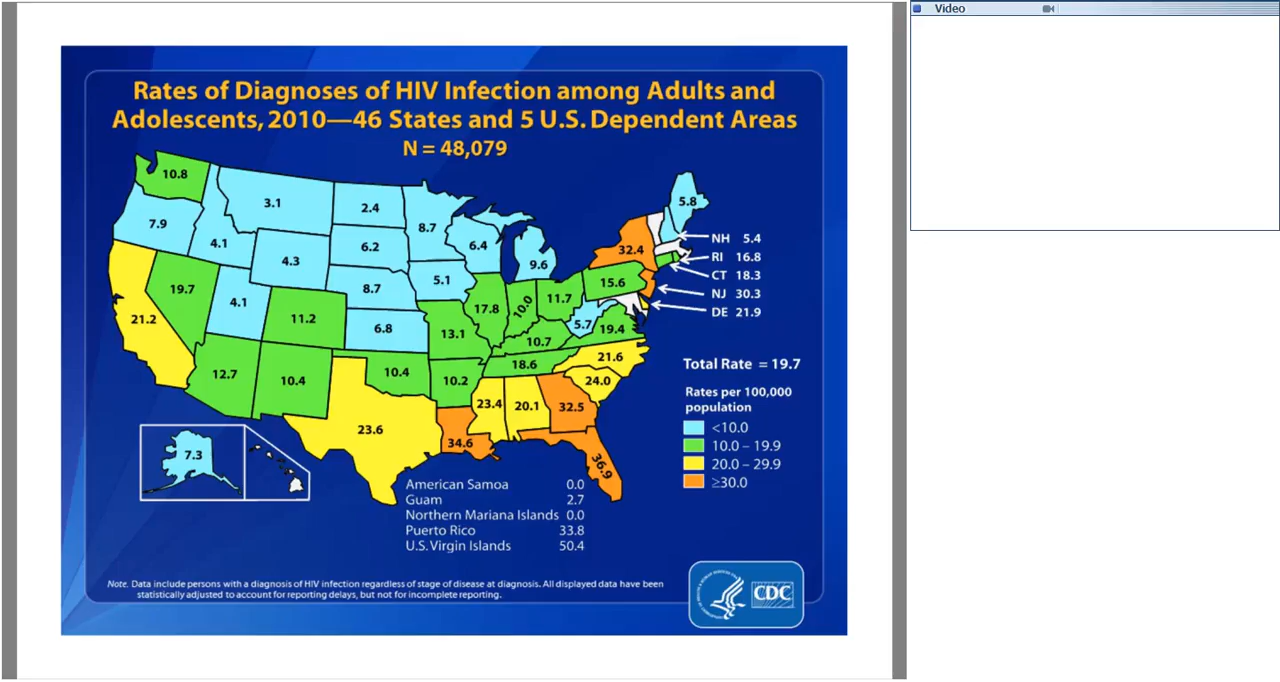 Video
Rates of Diagnoses of HIV Infection among Adults and
Adolescents, 2010—46 States and 5 U.S. Dependent Areas
N = 48,079
10.8
3.1
2.4
8.7
5.8
7.9
4.1
4.3
6.2
6.4
9.6
32.4
NH 5.4
RI 16.8
CT 18.3
NJ 30.3
DE 21.9
21.2
19.7
4.1
11.2
8.7
5.1
17.8
10.0
11.7
15.6
6.8
13.1
10.7
5.7
19.4
12.7
10.4
10.4
10.2
18.6
21.6
24.0
23.6
34.6
23.4
20.1
32.5
36.9
7.3
Total Rate = 19.7
Rates per 100,000
population
<10.0
10.0 – 19.9
20.0 – 29.9
≥30.0
American Samoa 0.0
Guam 2.7
Northern Mariana Islands 0.0
Puerto Rico 33.8
U.S. Virgin Islands 50.4
Note. Data include persons with a diagnosis of HIV infection regardless of stage of disease at diagnosis. All displayed data have been
statistically adjusted to account for reporting delays, but not for incomplete reporting.
CDC